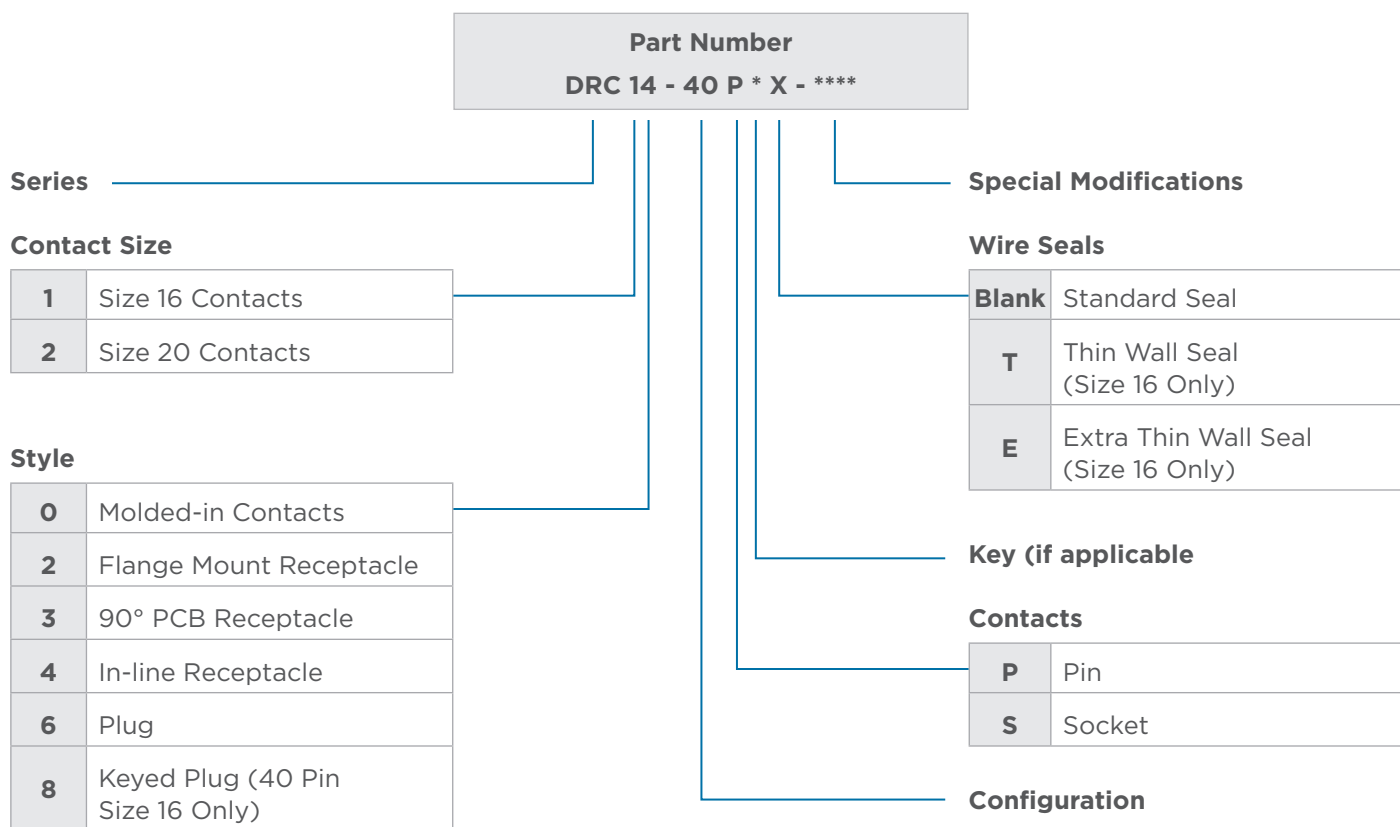 Part Number
DRC 14 - 40 P * X - ****
Series
Contact Size
1 Size 16 Contacts
2 Size 20 Contacts
Style
0 Molded-in Contacts
2 Flange Mount Receptacle
3 90° PCB Receptacle
4 In-line Receptacle
6 Plug
8 Keyed Plug (40 Pin
Size 16 Only)
Special Modifications
Wire Seals
Blank Standard Seal
T Thin Wall Seal
(Size 16 Only)
E Extra Thin Wall Seal
(Size 16 Only)
Key (if applicable
Contacts
P Pin
S Socket
Configuration